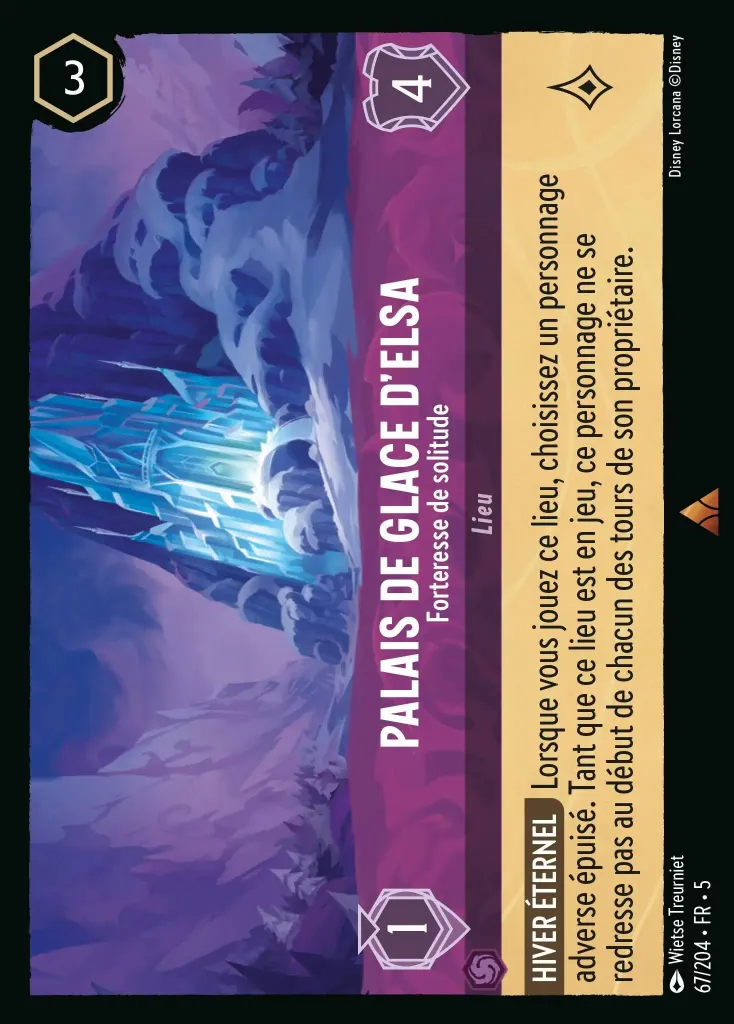 3
4
PALAIS DE GLACE D'ELSA
Forteresse de solitude
1
Lieu
HIVER ÉTERNEL Lorsque vous jouez ce lieu, choisissez un personnage
adverse épuisé. Tant que ce lieu est en jeu, ce personnage ne se
redresse pas au début de chacun des tours de son propriétaire.
Wietse Treurniet
67/204 • FR • 5
Disney Lorcana ©Disney